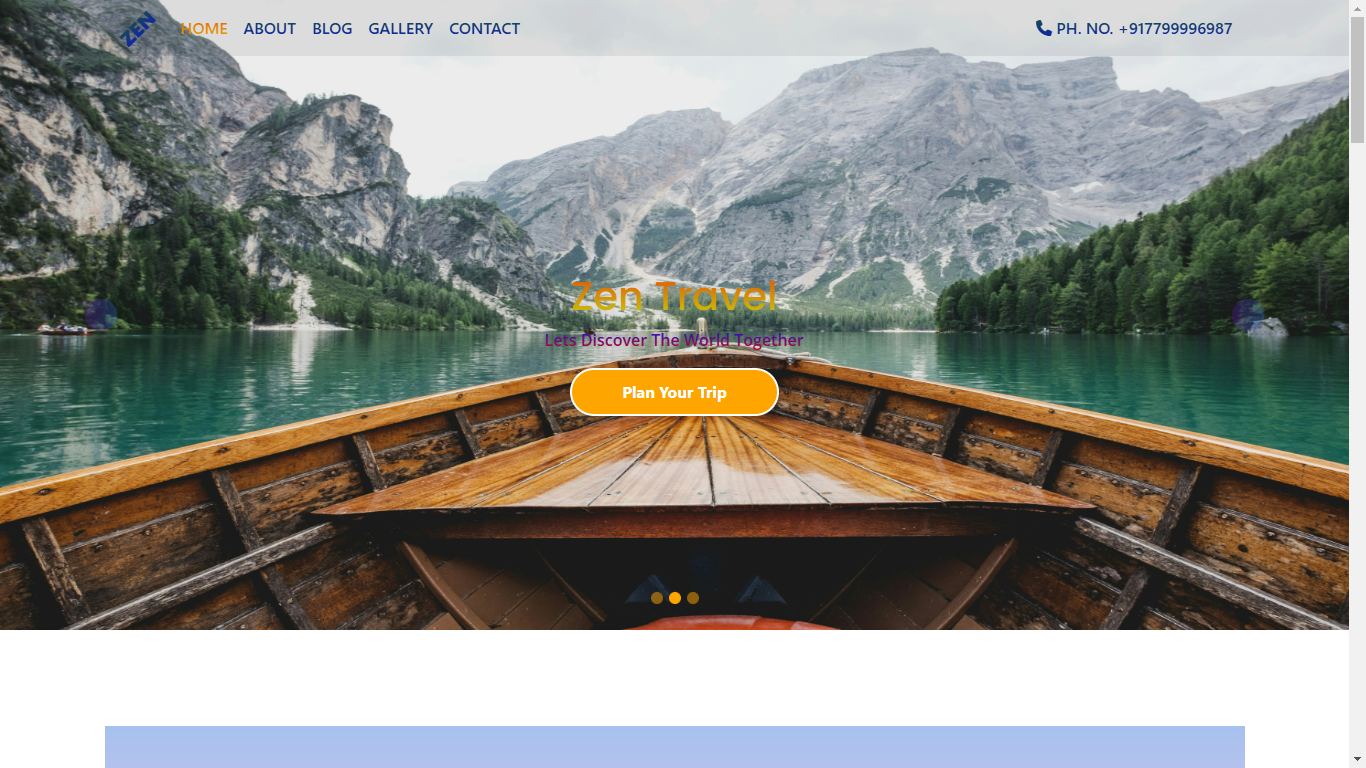 ZEN
HOME ABOUT BLOG GALLERY CONTACT
PH. NO. +917799996987
Zen Travel
Lets Discover The World Together
Plan Your Trip